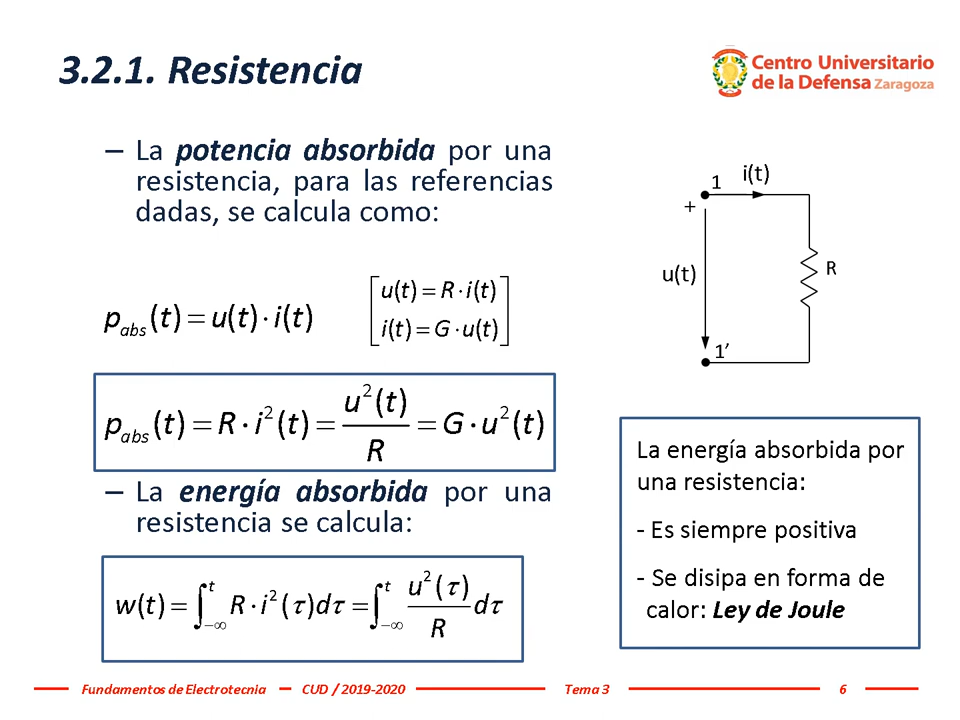 3.2.1. Resistencia
Centro Universitario
de la Defensa Zaragoza
– La potencia absorbida por una
resistencia, para las referencias
dadas, se calcula como:
p_abs(t) = u(t) · i(t)
[u(t) = R · i(t)
i(t) = G · u(t)]
p_abs(t) = R · i²(t) = u²(t)/R = G · u²(t)
– La energía absorbida por una
resistencia se calcula:
w(t) = ∫_{−∞}^{t} R · i²(τ)dτ = ∫_{−∞}^{t} u²(τ)/R dτ
1
i(t)
+
u(t)
R
1’
La energía absorbida por
una resistencia:
- Es siempre positiva
- Se disipa en forma de
calor: Ley de Joule
Fundamentos de Electrotecnia
CUD / 2019-2020
Tema 3
6